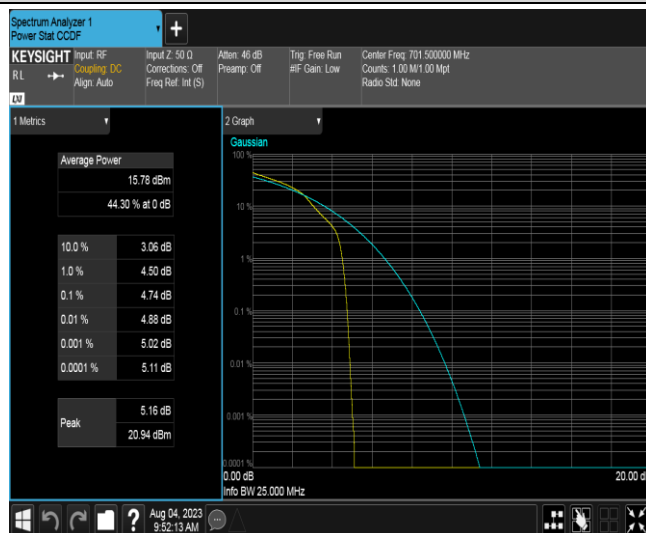 Spectrum Analyzer 1
Power Stat CCDF
+
KEYSIGHT
RL
LXI
Input: RF
Coupling: DC
Align: Auto
Input Z: 50 Ω
Corrections: Off
Freq Ref: Int (S)
Atten: 46 dB
Preamp: Off
Trig: Free Run
#IF Gain: Low
Center Freq: 701.500000 MHz
Counts: 1.00 M/1.00 Mpt
Radio Std: None
1 Metrics
Average Power
15.78 dBm
44.30 % at 0 dB
10.0 % 3.06 dB
1.0 % 4.50 dB
0.1 % 4.74 dB
0.01 % 4.88 dB
0.001 % 5.02 dB
0.0001 % 5.11 dB
Peak 5.16 dB
20.94 dBm
2 Graph
Gaussian
100 %
10 %
1 %
0.1 %
0.01 %
0.001 %
0.0001 %
0.00 dB 20.00 d
Info BW 25.000 MHz
? Aug 04, 2023
9:52:13 AM